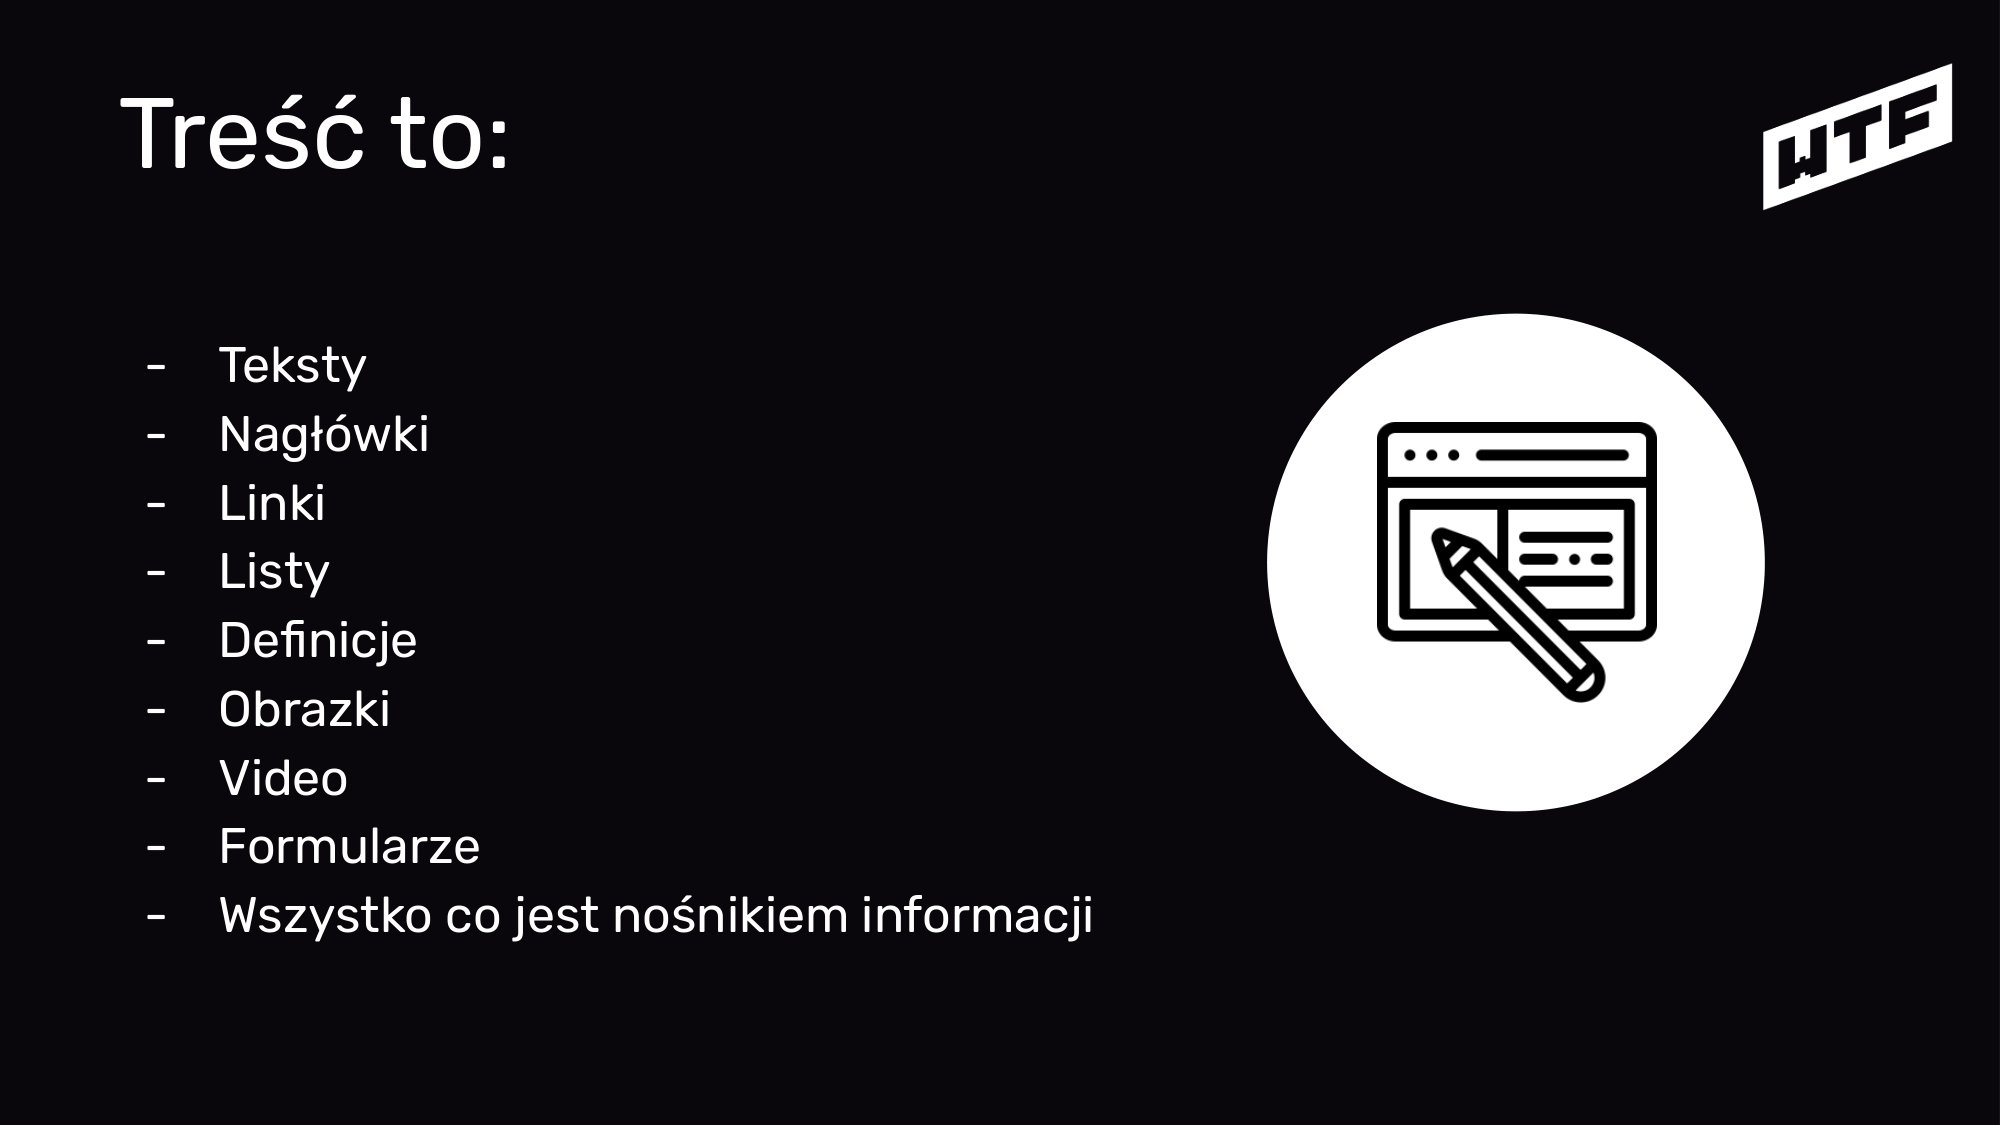 Treść to:
WTF
- Teksty
- Nagłówki
- Linki
- Listy
- Definicje
- Obrazki
- Video
- Formularze
- Wszystko co jest nośnikiem informacji